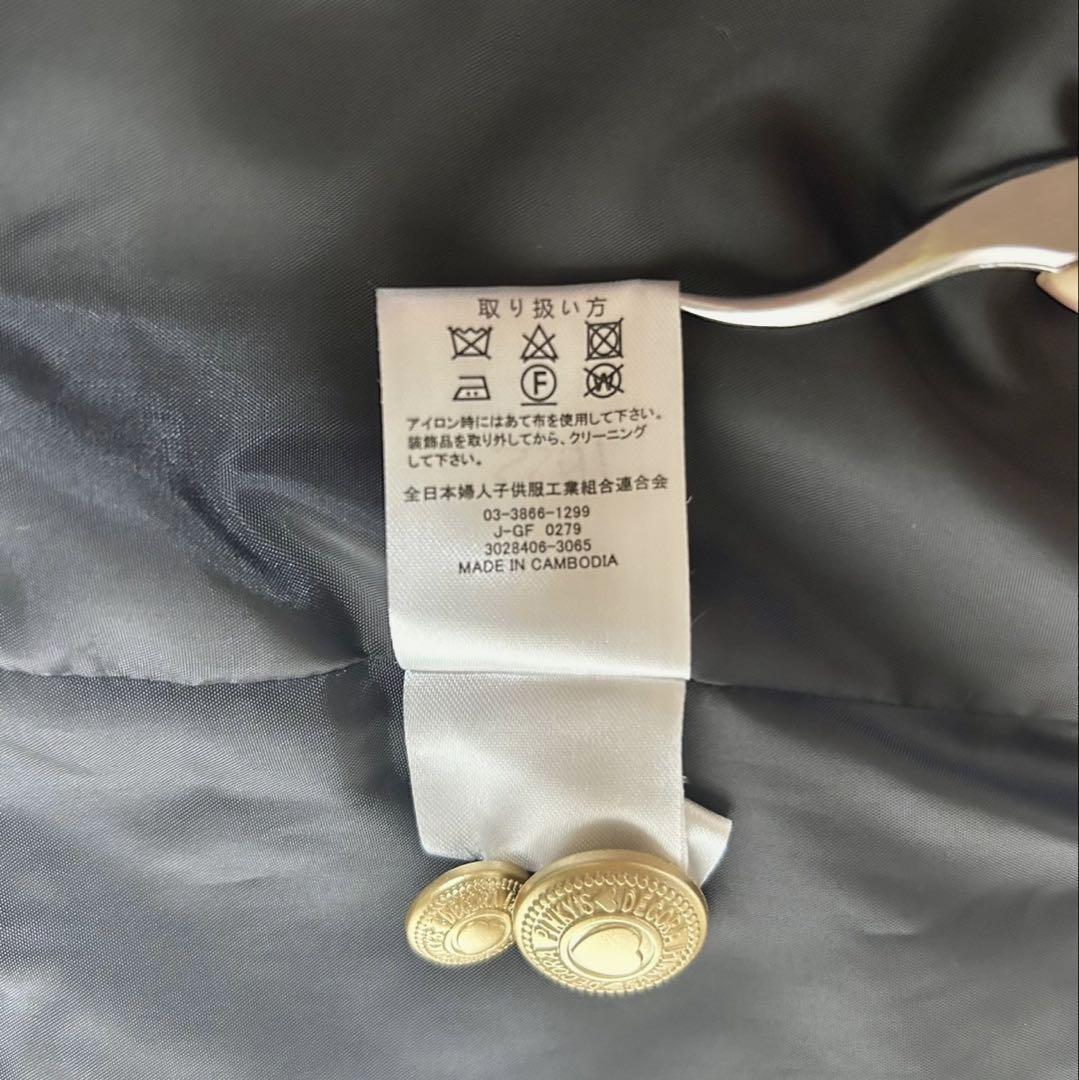 取り扱い方
F W
アイロン時にはあて布を使用して下さい。
装飾品を取り外してから、クリーニング
して下さい。
全日本婦人子供服工業組合連合会
03-3866-1299
J-GF 0279
3028406-3065
MADE IN CAMBODIA
DECORA
PINKY'S DECORA